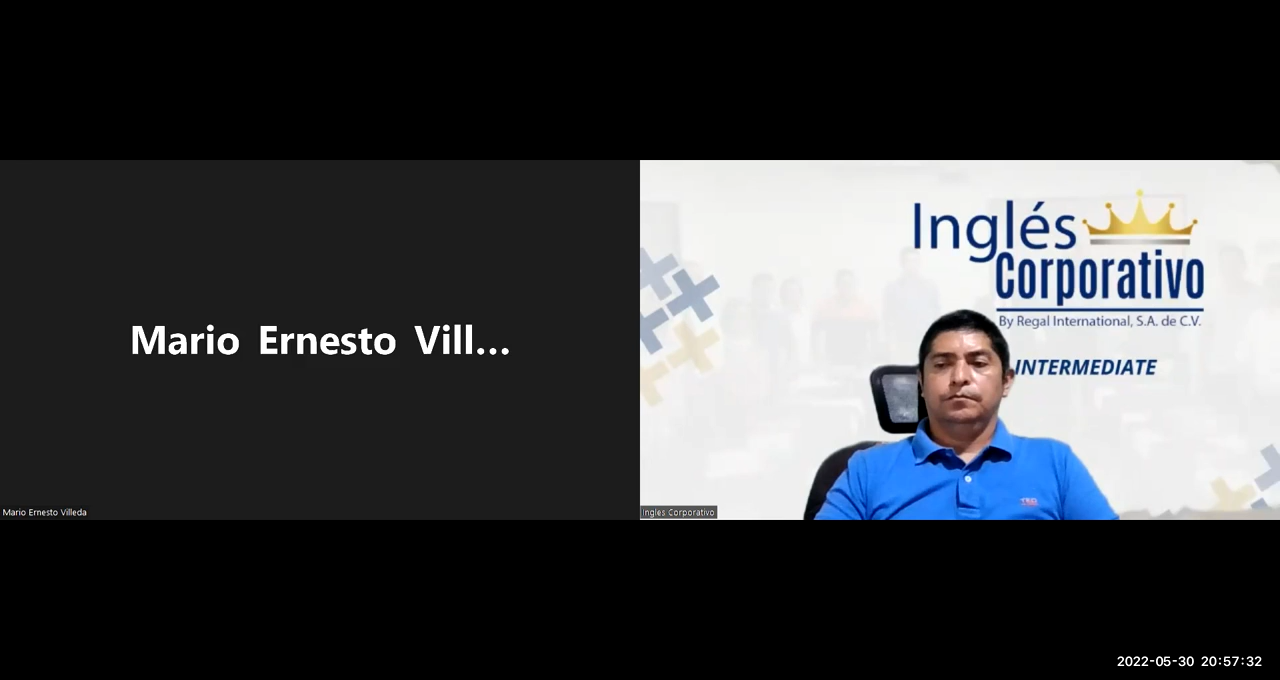 Mario Ernesto Vill...
Mario Ernesto Villeda
Inglés
Corporativo
By Regal International, S.A. de C.V.
INTERMEDIATE
TED
Ingles Corporativo
2022-05-30 20:57:32